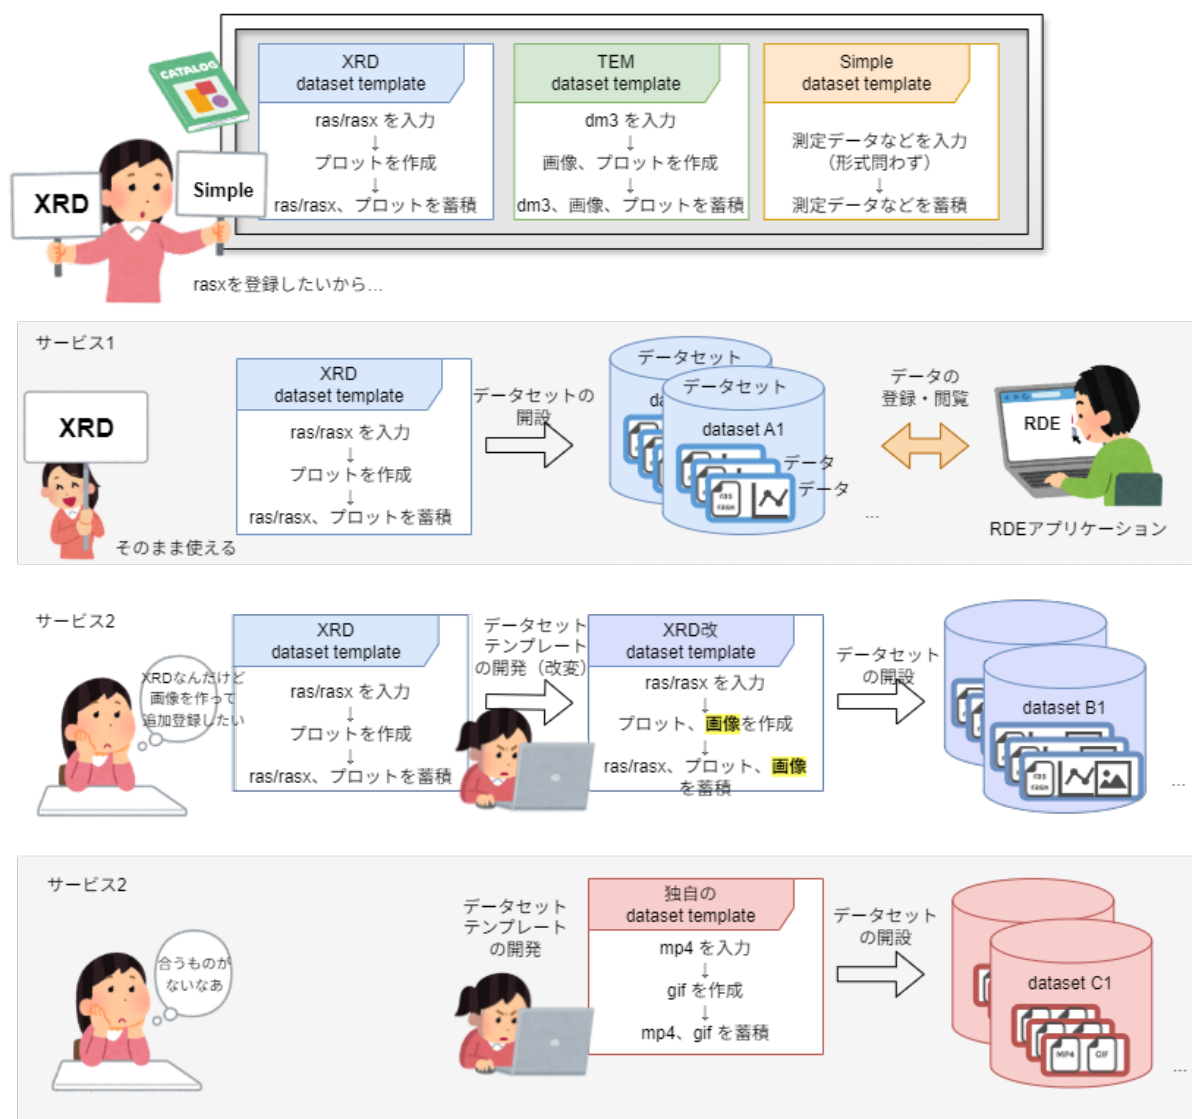 CATALOG
XRD
Simple
XRD
dataset template
ras/rasx を入力
↓
プロットを作成
↓
ras/rasx、プロットを蓄積
TEM
dataset template
dm3 を入力
↓
画像、プロットを作成
↓
dm3、画像、プロットを蓄積
Simple
dataset template
測定データなどを入力
（形式問わず）
↓
測定データなどを蓄積
rasxを登録したいから...
サービス1
XRD
そのまま使える
XRD
dataset template
ras/rasx を入力
↓
プロットを作成
↓
ras/rasx、プロットを蓄積
データセットの
開設
データセット
データセット
da
dataset A1
データ
データ
ras
rasx
...
データの
登録・閲覧
RDE
RDEアプリケーション
サービス2
XRDなんだけど
画像を作って
追加登録したい
XRD
dataset template
ras/rasx を入力
↓
プロットを作成
↓
ras/rasx、プロットを蓄積
データセット
テンプレート
の開発（改変）
XRD改
dataset template
ras/rasx を入力
↓
プロット、画像を作成
↓
ras/rasx、プロット、画像
を蓄積
データセット
の開設
dataset B1
ras
rasx
...
サービス2
合うものが
ないなあ
データセット
テンプレート
の開発
独自の
dataset template
mp4 を入力
↓
gif を作成
↓
mp4、gif を蓄積
データセット
の開設
dataset C1
MP4
GIF
...